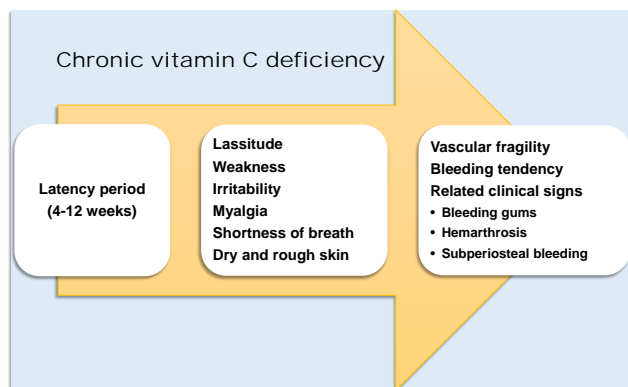 Chronic vitamin C deficiency
Latency period
(4-12 weeks)
Lassitude
Weakness
Irritability
Myalgia
Shortness of breath
Dry and rough skin
Vascular fragility
Bleeding tendency
Related clinical signs
• Bleeding gums
• Hemarthrosis
• Subperiosteal bleeding